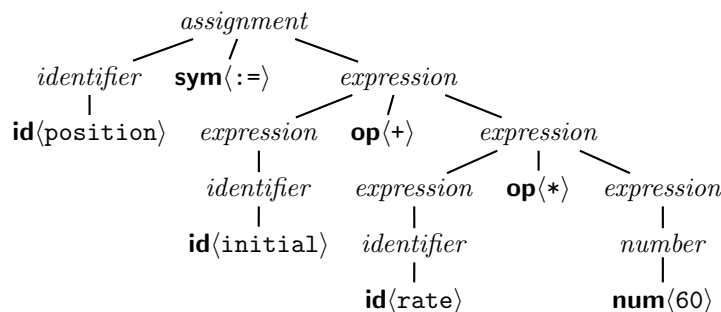 assignment
identifier sym⟨:=⟩ expression
id⟨position⟩ expression op⟨+⟩ expression
identifier expression op⟨*⟩ expression
id⟨initial⟩ identifier number
id⟨rate⟩ num⟨60⟩